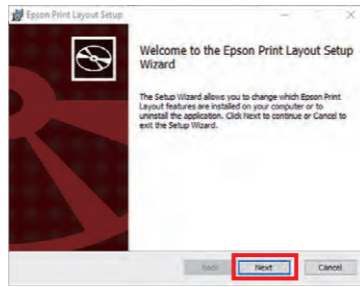 Epson Print Layout Setup
Welcome to the Epson Print Layout Setup
Wizard
The Setup Wizard allows you to change which Epson Print
Layout features are installed on your computer or to
uninstall the application. Click Next to continue or Cancel to
exit the Setup Wizard.
Back Next Cancel